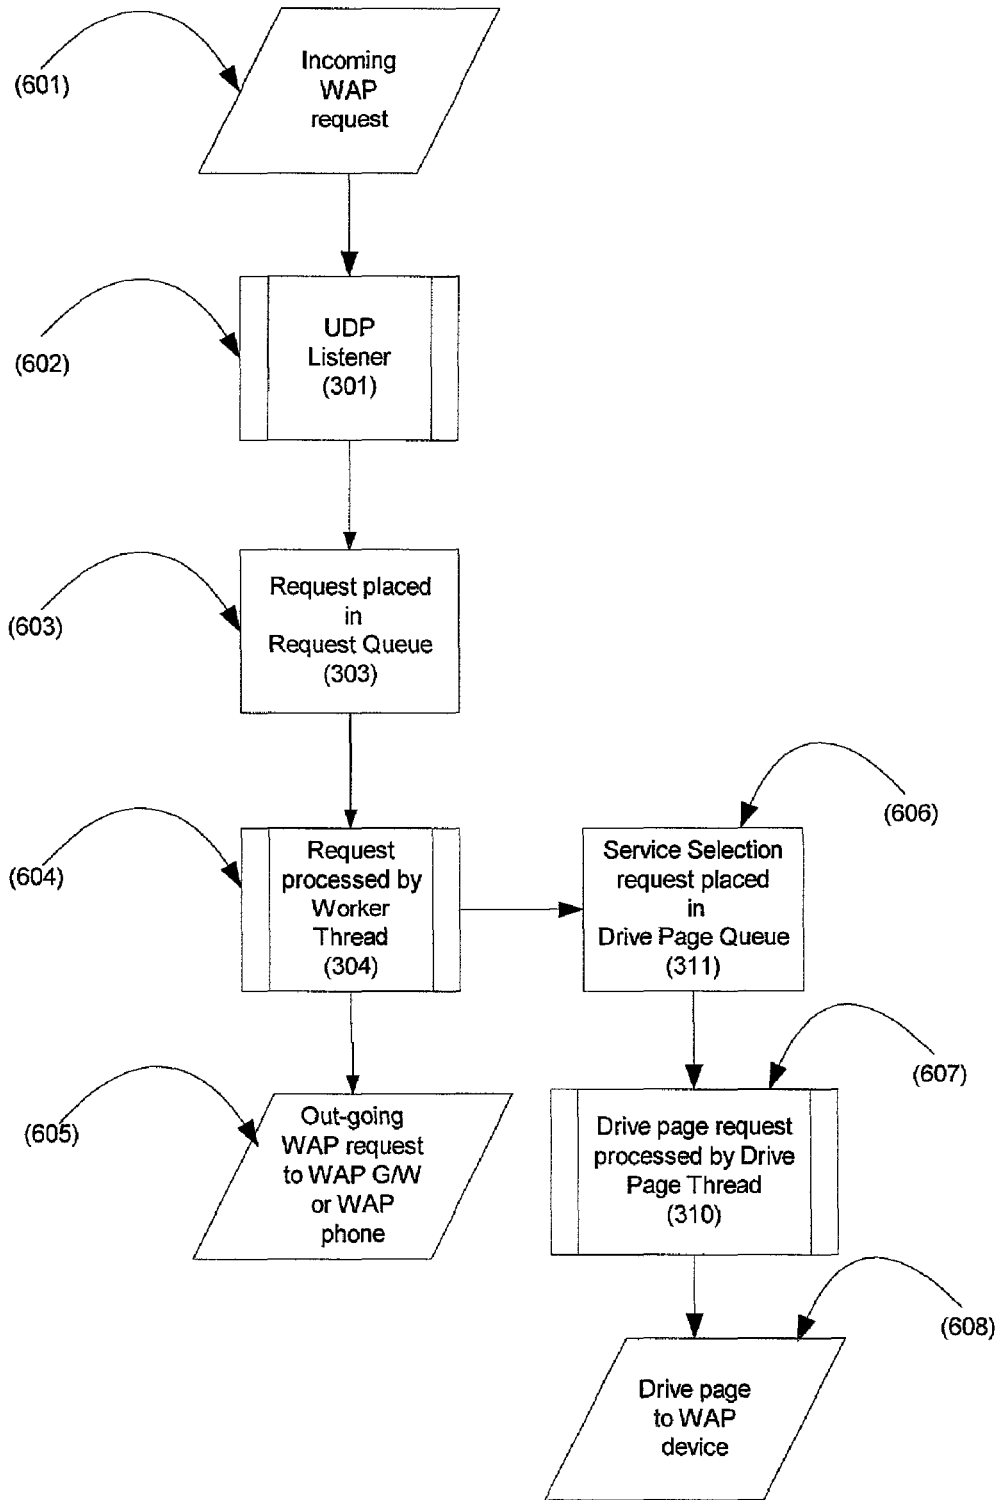 (601)
Incoming
WAP
request
(602)
UDP
Listener
(301)
(603)
Request placed
in
Request Queue
(303)
(604)
Request
processed by
Worker
Thread
(304)
(606)
Service Selection
request placed
in
Drive Page Queue
(311)
(605)
Out-going
WAP request
to WAP G/W
or WAP
phone
(607)
Drive page request
processed by Drive
Page Thread
(310)
(608)
Drive page
to WAP
device